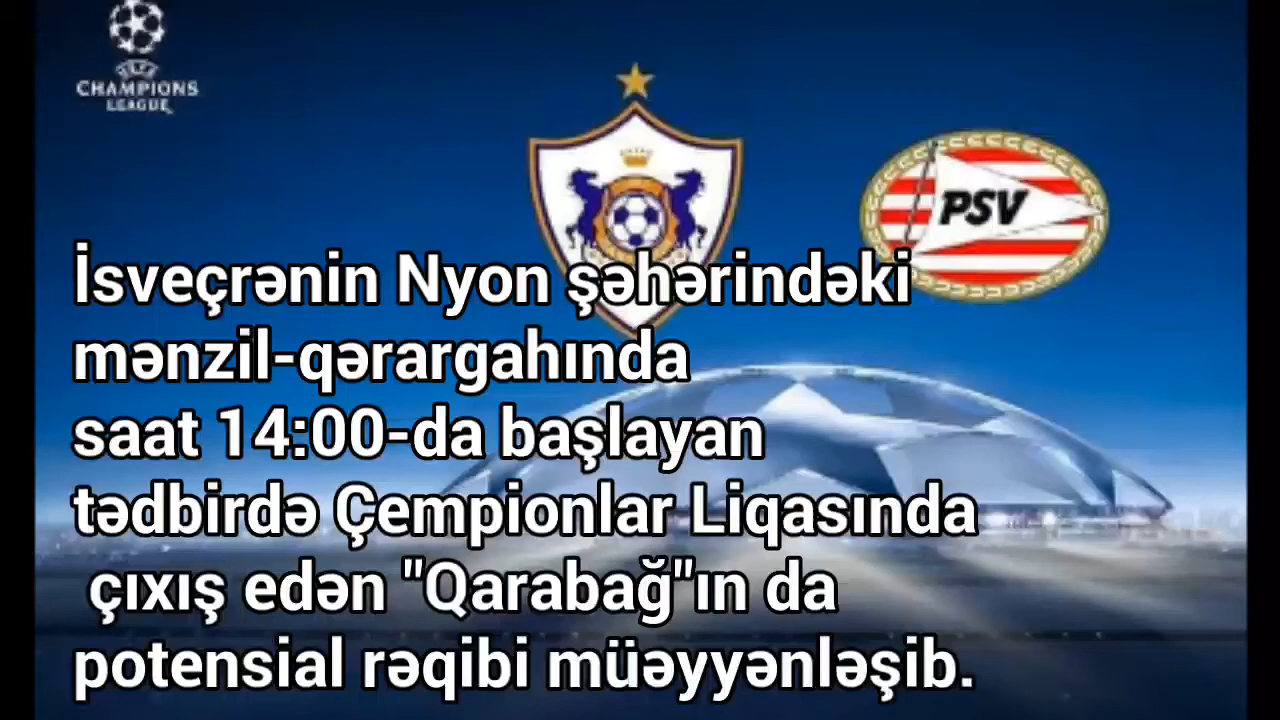 UEFA
CHAMPIONS
LEAGUE
PSV
İsveçrənin Nyon şəhərindəki
mənzil-qərargahında
saat 14:00-da başlayan
tədbirdə Çempionlar Liqasında
çıxış edən "Qarabağ"ın da
potensial rəqibi müəyyənləşib.